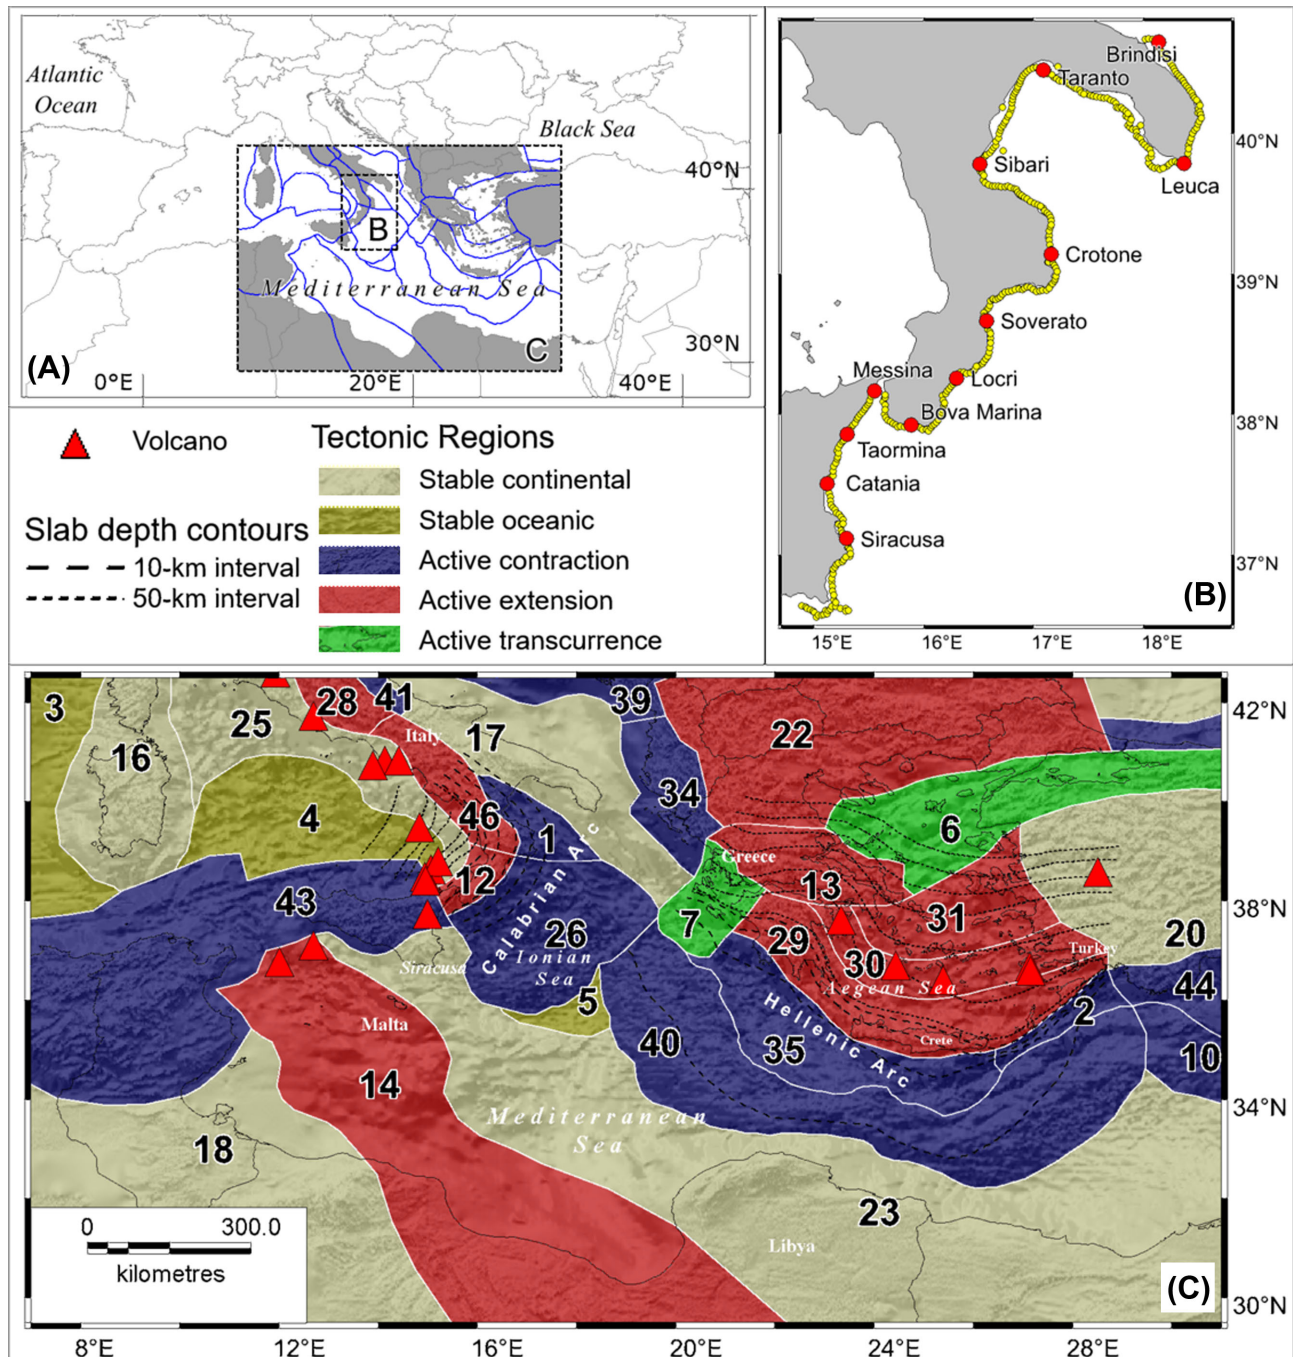 Atlantic
Ocean
Black Sea
40°N
B
Mediterranean Sea
C
30°N
(A)
0°E
20°E
40°E
Brindisi
Taranto
40°N
Sibari
Leuca
Crotone
39°N
Soverato
Messina
Locri
Bova Marina
38°N
Taormina
Catania
Siracusa
37°N
(B)
15°E
16°E
17°E
18°E
Volcano
Tectonic Regions
Stable continental
Slab depth contours
Stable oceanic
10-km interval
Active contraction
50-km interval
Active extension
Active transcurrence
3
28
41
39
42°N
25
Italy
17
22
16
34
4
46
1
6
Greece
12
13
43
7
31
38°N
Calabrian Arc
26
29
20
Turkey
Siracusa
Ionian
Sea
30
Aegean Sea
44
5
2
Malta
Hellenic Arc
40
35
Crete
10
14
34°N
Mediterranean
Sea
18
23
0
300.0
Libya
kilometres
(C)
30°N
8°E
12°E
16°E
20°E
24°E
28°E